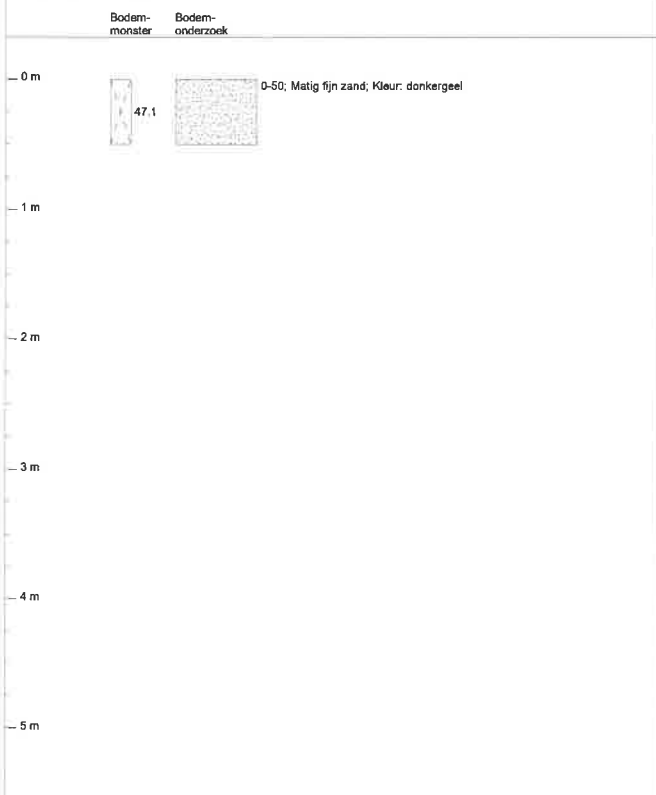 Bodem- Bodem-
monster onderzoek
0 m
0-50; Matig fijn zand; Kleur: donkergeel
47.1
1 m
2 m
3 m
4 m
5 m